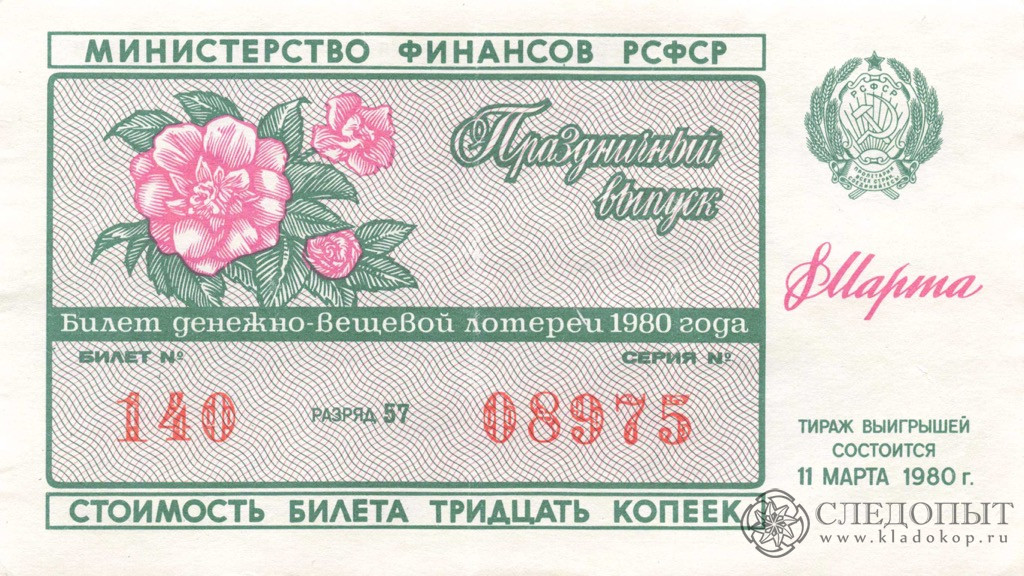 МИНИСТЕРСТВО ФИНАНСОВ РСФСР
РСФСР
Праздничный
выпуск
8 Марта
Билет денежно-вещевой лотереи 1980 года
БИЛЕТ № СЕРИЯ №
140 РАЗРЯД 57 08975
ТИРАЖ ВЫИГРЫШЕЙ
СОСТОИТСЯ
11 МАРТА 1980 г.
СТОИМОСТЬ БИЛЕТА ТРИДЦАТЬ КОПЕЕК
СЛЕДОПЫТ
www.kladokop.ru